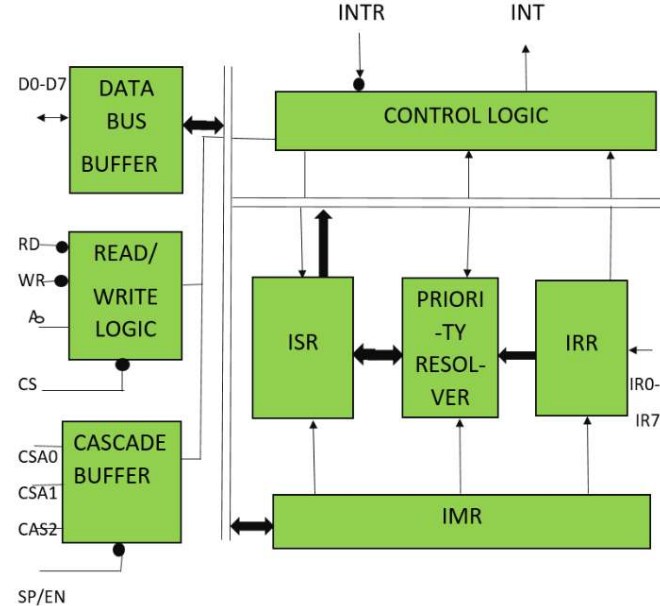 INTR
INT
D0-D7
DATA
BUS
BUFFER
CONTROL LOGIC
RD
WR
A0
CS
READ/
WRITE
LOGIC
ISR
PRIORI
-TY
RESOL-
VER
IRR
IR0-
IR7
CSA0
CSA1
CAS2
CASCADE
BUFFER
IMR
SP/EN